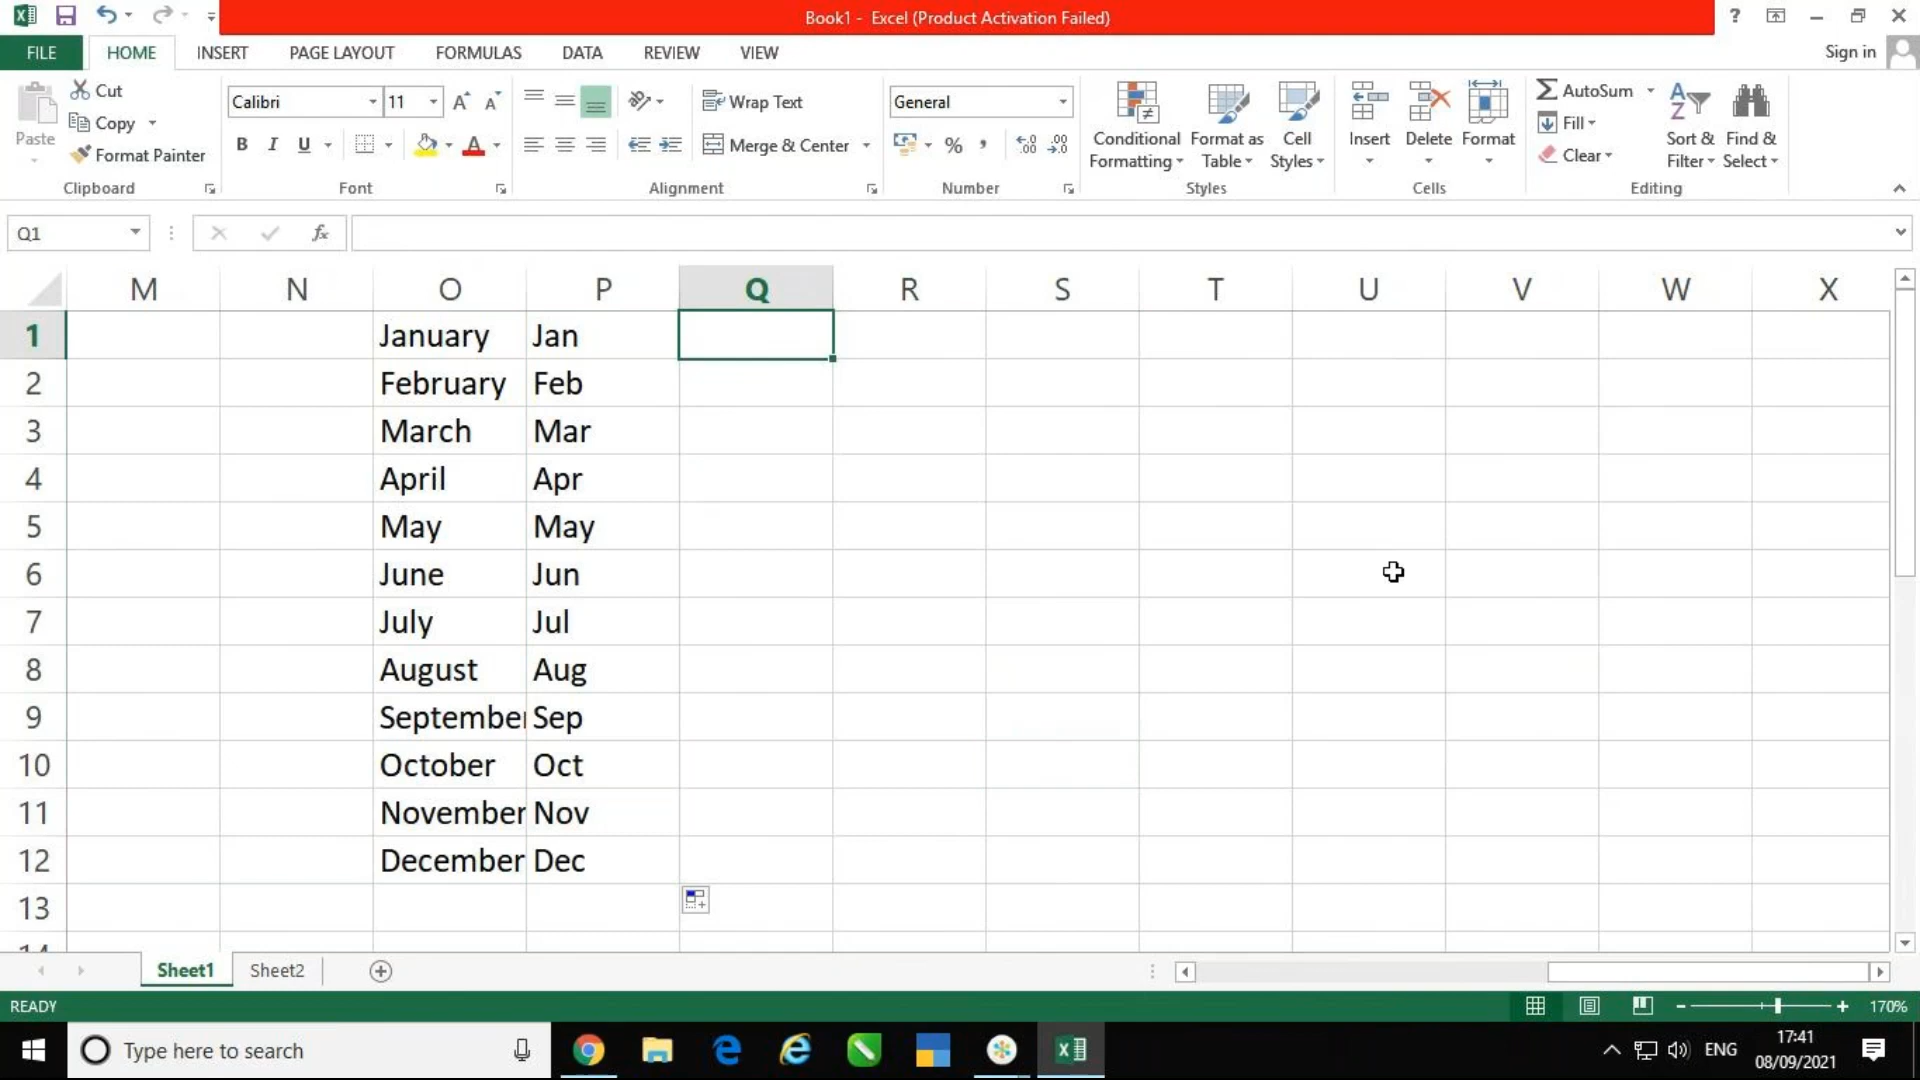 Book1 - Excel (Product Activation Failed)
?
FILE HOME INSERT PAGE LAYOUT FORMULAS DATA REVIEW VIEW Sign in
Paste
Cut
Copy
Format Painter
Clipboard
Calibri 11
B I U
Font
Wrap Text
Merge & Center
Alignment
General
%
Number
Conditional Formatting
Format as Table
Cell Styles
Styles
Insert
Delete
Format
Cells
AutoSum
Fill
Clear
Sort & Filter
Find & Select
Editing
Q1 fx
M N O P Q R S T U V W X
1 January Jan
2 February Feb
3 March Mar
4 April Apr
5 May May
6 June Jun
7 July Jul
8 August Aug
9 September Sep
10 October Oct
11 November Nov
12 December Dec
13
14
Sheet1 Sheet2
READY 170%
Type here to search
ENG
17:41
08/09/2021